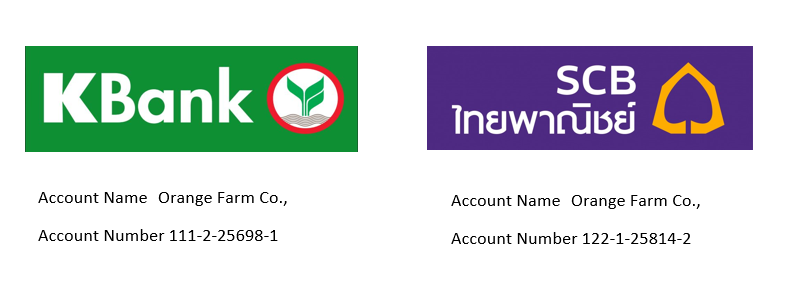 KBank
Account Name Orange Farm Co.,
Account Number 111-2-25698-1
SCB
ไทยพาณิชย์
Account Name Orange Farm Co.,
Account Number 122-1-25814-2